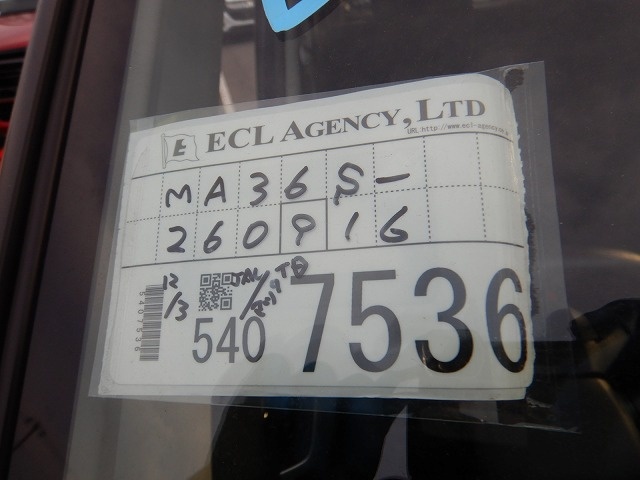 E ECL AGENCY, LTD
URL http://www.ecl-agency.co.jp
MA36S-
260916
12/3
540 7536